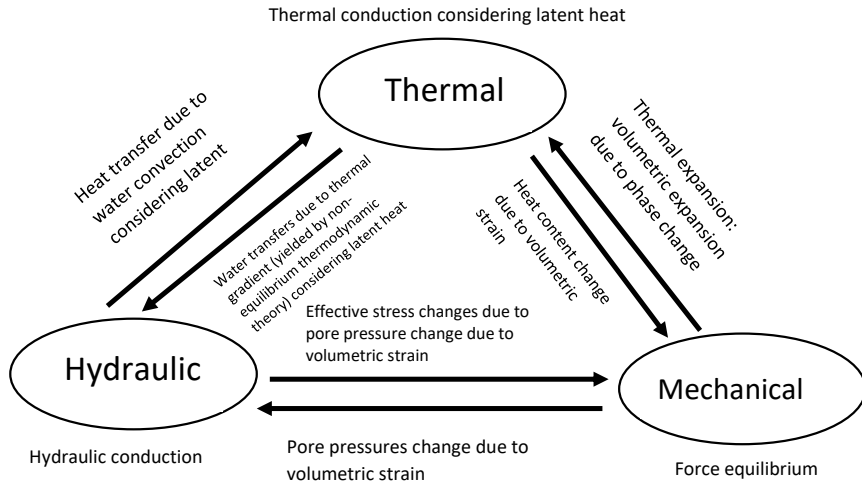 Thermal conduction considering latent heat
Thermal
Heat transfer due to
water convection
considering latent
Water transfers due to thermal
gradient (yielded by non-
equilibrium thermodynamic
theory) considering latent heat
Heat content change
due to volumetric
strain
Thermal expansion:
volumetric expansion
due to phase change
Effective stress changes due to
pore pressure change due to
volumetric strain
Hydraulic
Mechanical
Hydraulic conduction
Pore pressures change due to
volumetric strain
Force equilibrium